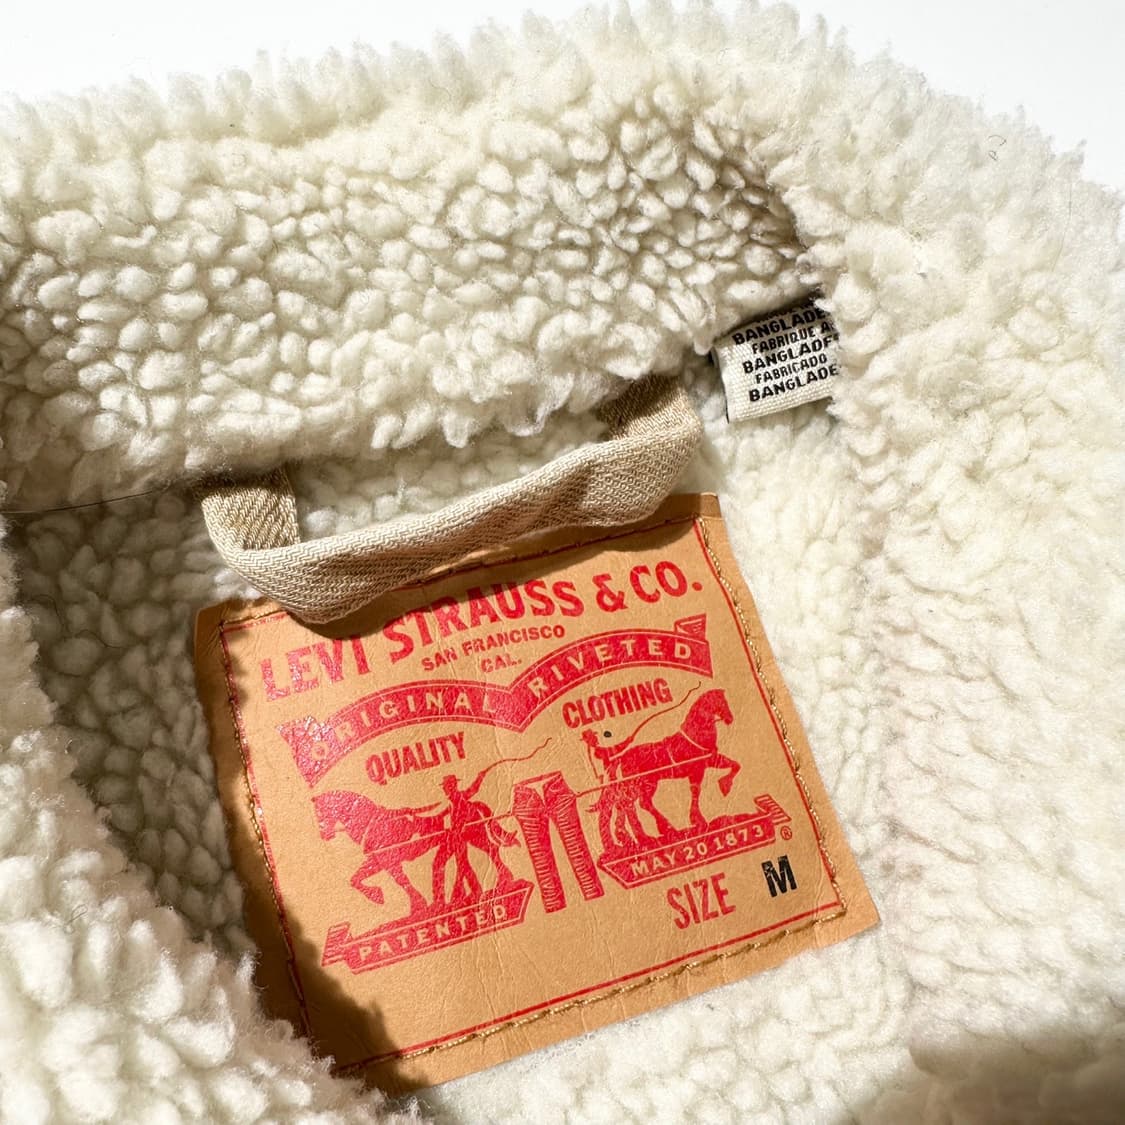 BANGLADE
FABRIQUE A
BANGLADE
FABRICADO
BANGLADE
LEVI STRAUSS & CO.
SAN FRANCISCO
CAL.
ORIGINAL RIVETED
QUALITY CLOTHING
PATENTED
MAY 20 1873 ®
SIZE M